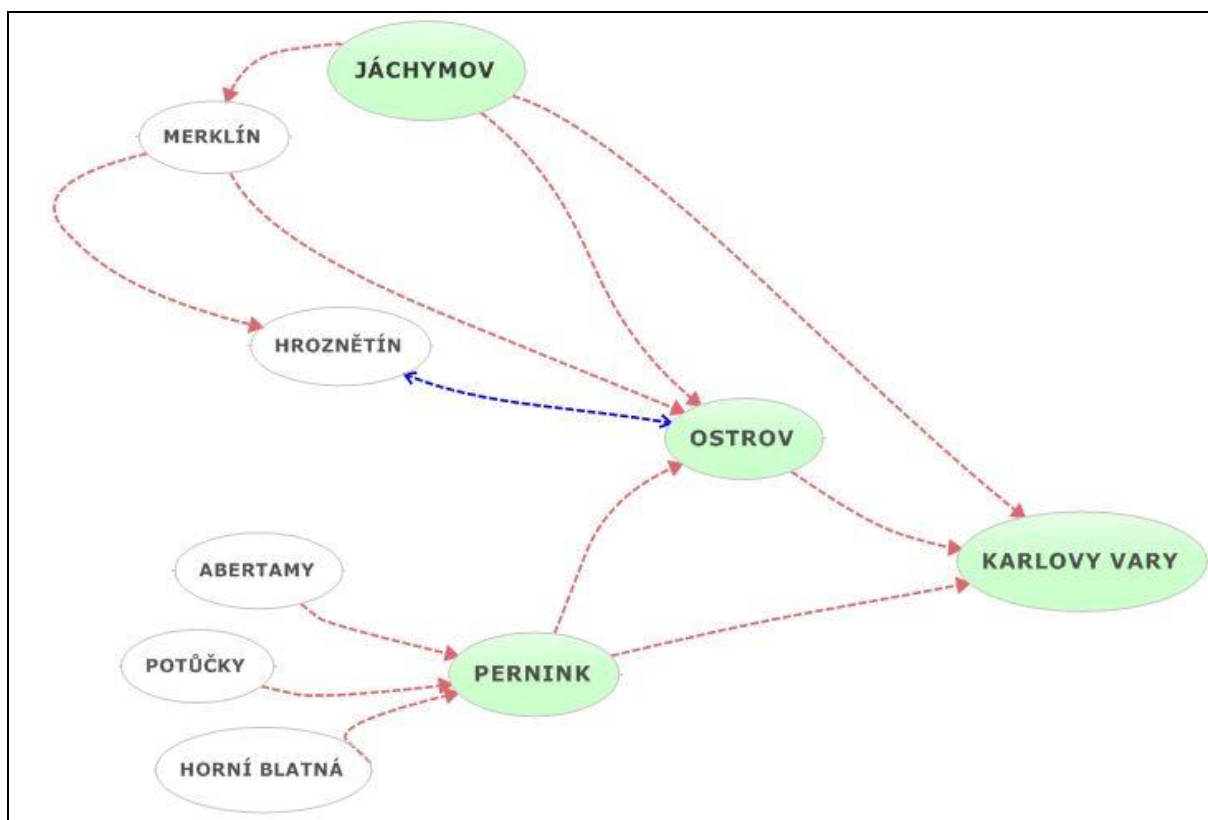 JÁCHYMOV
MERKLÍN
HROZNĚTÍN
OSTROV
KARLOVY VARY
ABERTAMY
POTŮČKY
PERNINK
HORNÍ BLATNÁ